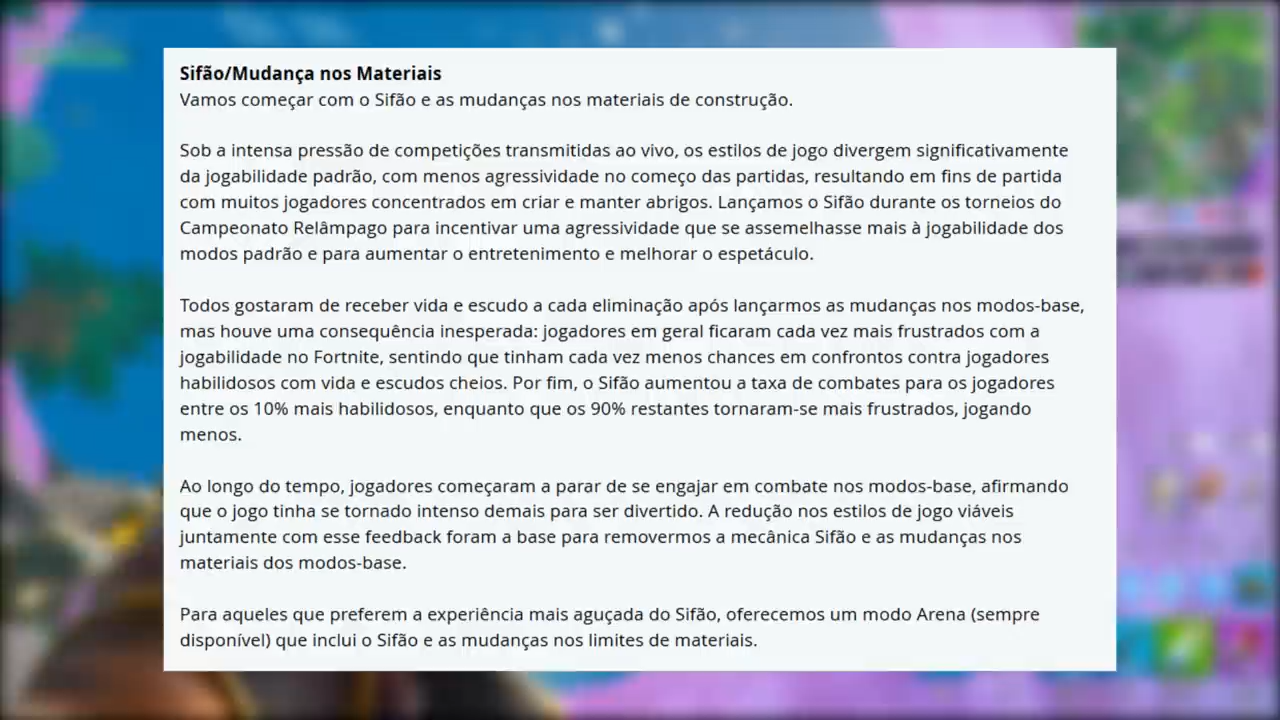 Sifão/Mudança nos Materiais
Vamos começar com o Sifão e as mudanças nos materiais de construção.
Sob a intensa pressão de competições transmitidas ao vivo, os estilos de jogo divergem significativamente
da jogabilidade padrão, com menos agressividade no começo das partidas, resultando em fins de partida
com muitos jogadores concentrados em criar e manter abrigos. Lançamos o Sifão durante os torneios do
Campeonato Relâmpago para incentivar uma agressividade que se assemelhasse mais à jogabilidade dos
modos padrão e para aumentar o entretenimento e melhorar o espetáculo.
Todos gostaram de receber vida e escudo a cada eliminação após lançarmos as mudanças nos modos-base,
mas houve uma consequência inesperada: jogadores em geral ficaram cada vez mais frustrados com a
jogabilidade no Fortnite, sentindo que tinham cada vez menos chances em confrontos contra jogadores
habilidosos com vida e escudos cheios. Por fim, o Sifão aumentou a taxa de combates para os jogadores
entre os 10% mais habilidosos, enquanto que os 90% restantes tornaram-se mais frustrados, jogando
menos.
Ao longo do tempo, jogadores começaram a parar de se engajar em combate nos modos-base, afirmando
que o jogo tinha se tornado intenso demais para ser divertido. A redução nos estilos de jogo viáveis
juntamente com esse feedback foram a base para removermos a mecânica Sifão e as mudanças nos
materiais dos modos-base.
Para aqueles que preferem a experiência mais aguçada do Sifão, oferecemos um modo Arena (sempre
disponível) que inclui o Sifão e as mudanças nos limites de materiais.